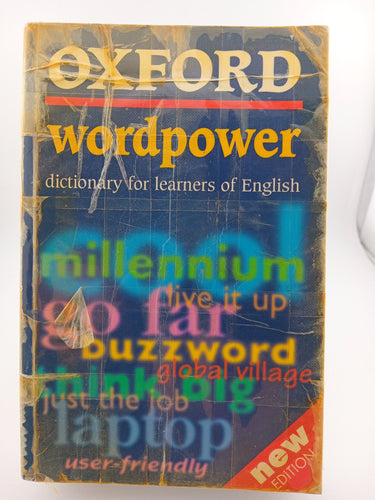 OXFORD
wordpower
dictionary for learners of English
cool
millennium
live it up
go far
buzzword
global village
think big
just the job
laptop
user-friendly
new
EDITION